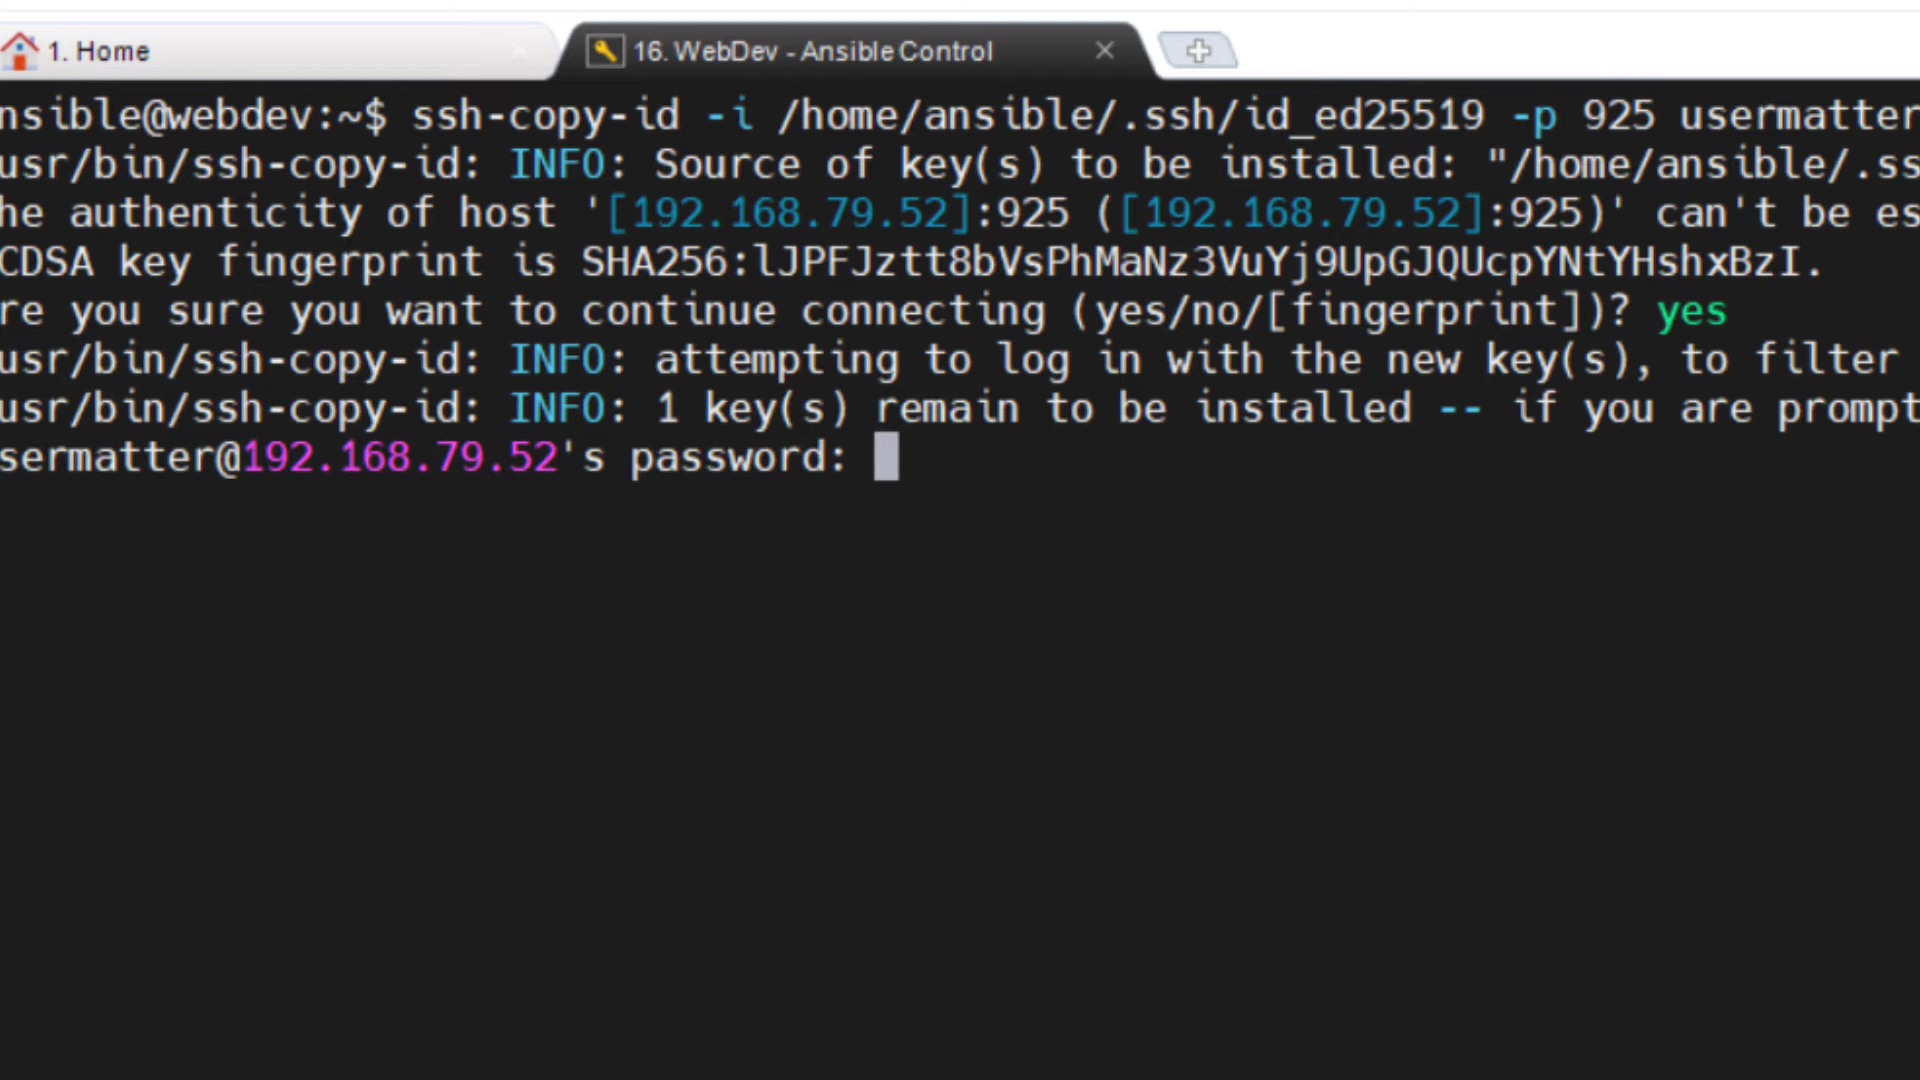 1. Home
16. WebDev - Ansible Control
nsible@webdev:~$ ssh-copy-id -i /home/ansible/.ssh/id_ed25519 -p 925 usermatter
usr/bin/ssh-copy-id: INFO: Source of key(s) to be installed: "/home/ansible/.ss
he authenticity of host '[192.168.79.52]:925 ([192.168.79.52]:925)' can't be es
CDSA key fingerprint is SHA256:lJPFJztt8bVsPhMaNz3VuYj9UpGJQUcpYNtYHshxBzI.
re you sure you want to continue connecting (yes/no/[fingerprint])? yes
usr/bin/ssh-copy-id: INFO: attempting to log in with the new key(s), to filter
usr/bin/ssh-copy-id: INFO: 1 key(s) remain to be installed -- if you are prompt
sermatter@192.168.79.52's password: